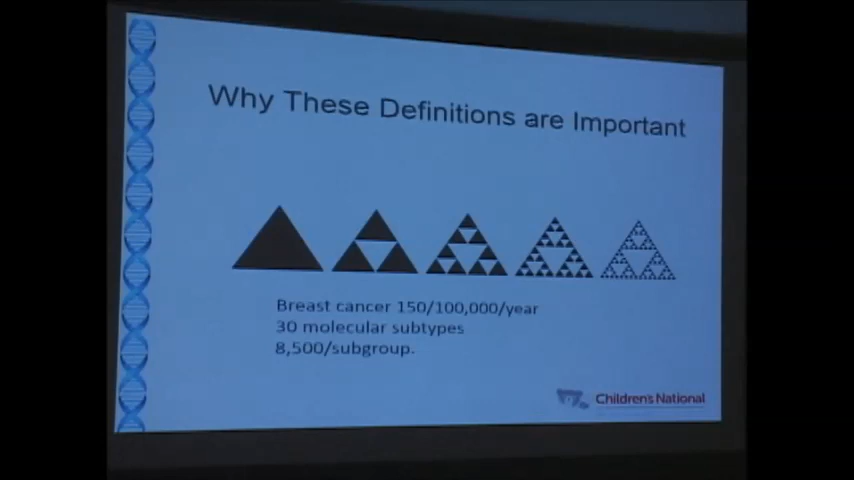 Why These Definitions are Important
Breast cancer 150/100,000/year
30 molecular subtypes
8,500/subgroup.
Children's National